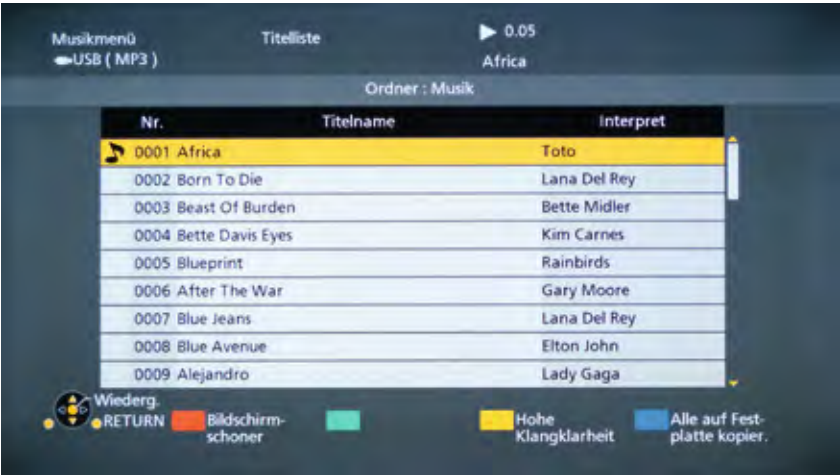 Musikmenü
Titelliste
▶ 0.05
USB ( MP3 )
Africa
Ordner : Musik
Nr. Titelname Interpret
0001 Africa Toto
0002 Born To Die Lana Del Rey
0003 Beast Of Burden Bette Midler
0004 Bette Davis Eyes Kim Carnes
0005 Blueprint Rainbirds
0006 After The War Gary Moore
0007 Blue Jeans Lana Del Rey
0008 Blue Avenue Elton John
0009 Alejandro Lady Gaga
Wiederg.
RETURN
Bildschirm-
schoner
Hohe
Klangklarheit
Alle auf Fest-
platte kopier.